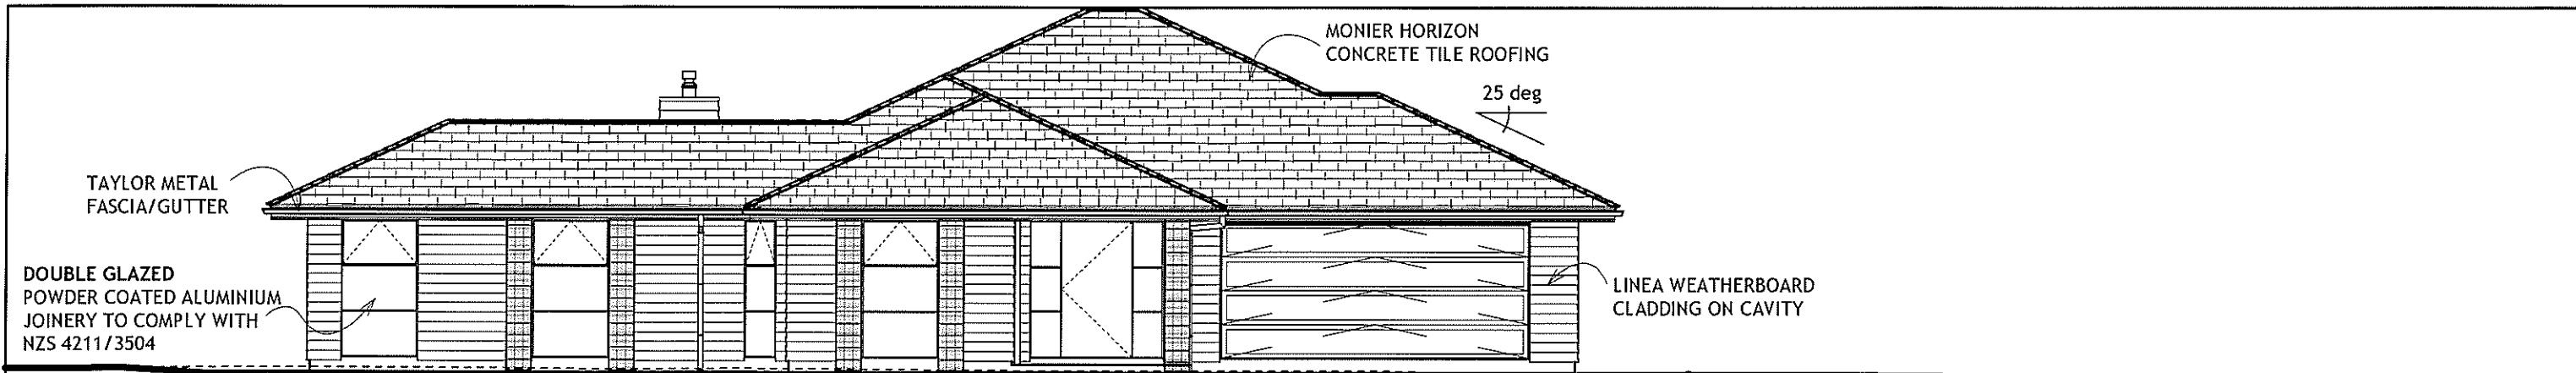 MONIER HORIZON
CONCRETE TILE ROOFING
25 deg
TAYLOR METAL
FASCIA/GUTTER
DOUBLE GLAZED
POWDER COATED ALUMINIUM
JOINERY TO COMPLY WITH
NZS 4211/3504
LINEA WEATHERBOARD
CLADDING ON CAVITY